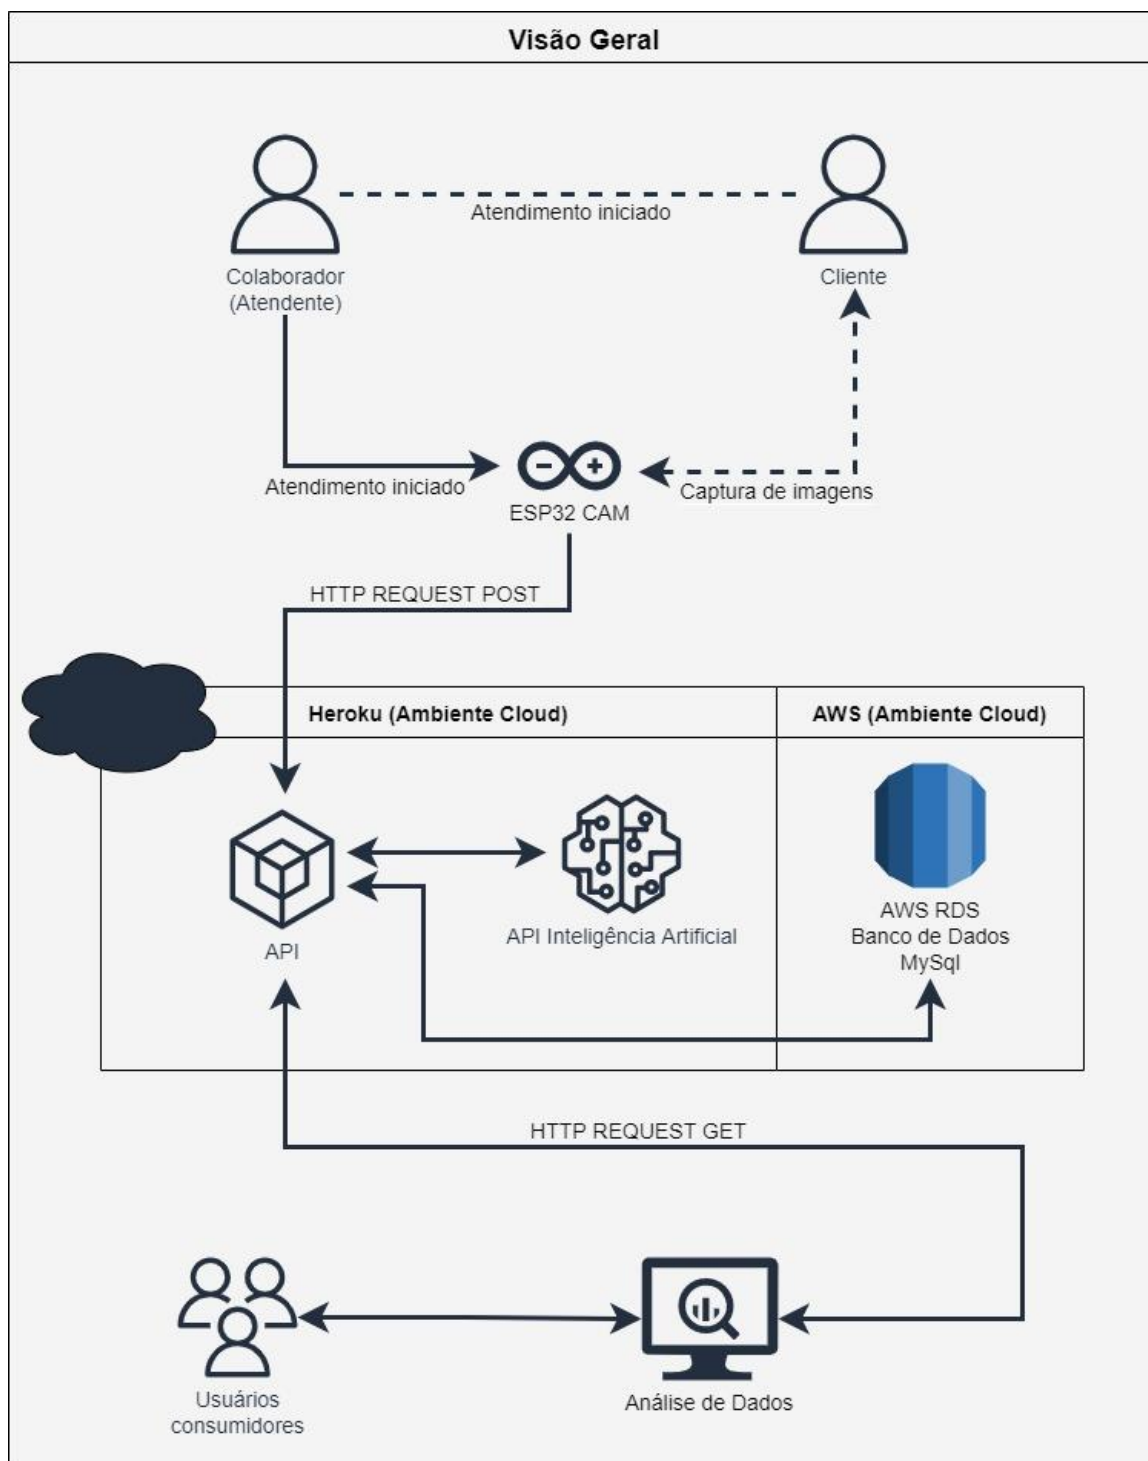 Visão Geral
Atendimento iniciado
Colaborador
(Atendente)
Cliente
Atendimento iniciado
Captura de imagens
ESP32 CAM
HTTP REQUEST POST
Heroku (Ambiente Cloud)
AWS (Ambiente Cloud)
API
API Inteligência Artificial
AWS RDS
Banco de Dados
MySql
HTTP REQUEST GET
Usuários
consumidores
Análise de Dados